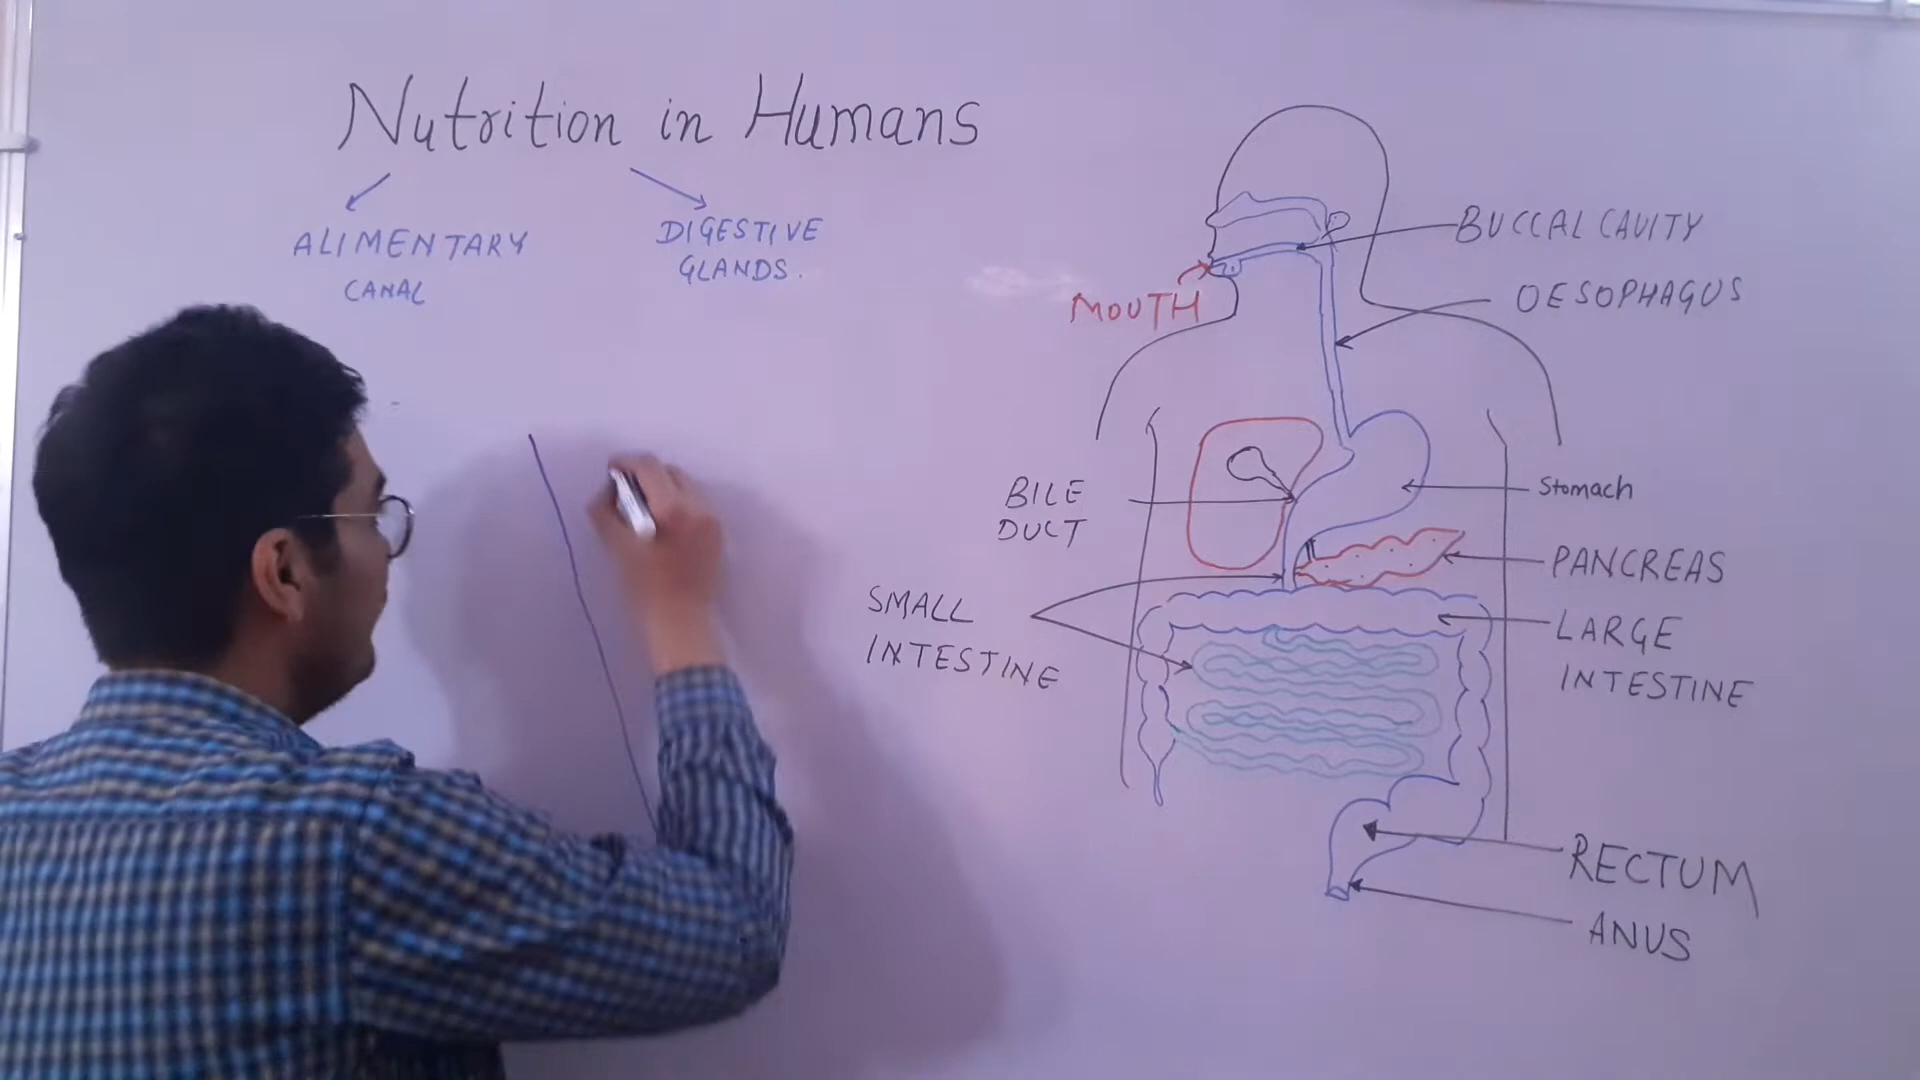 Nutrition in Humans
ALIMENTARY
CANAL
DIGESTIVE
GLANDS.
BUCCAL CAVITY
OESOPHAGUS
MOUTH
Stomach
BILE
DUCT
PANCREAS
SMALL
INTESTINE
LARGE
INTESTINE
RECTUM
ANUS